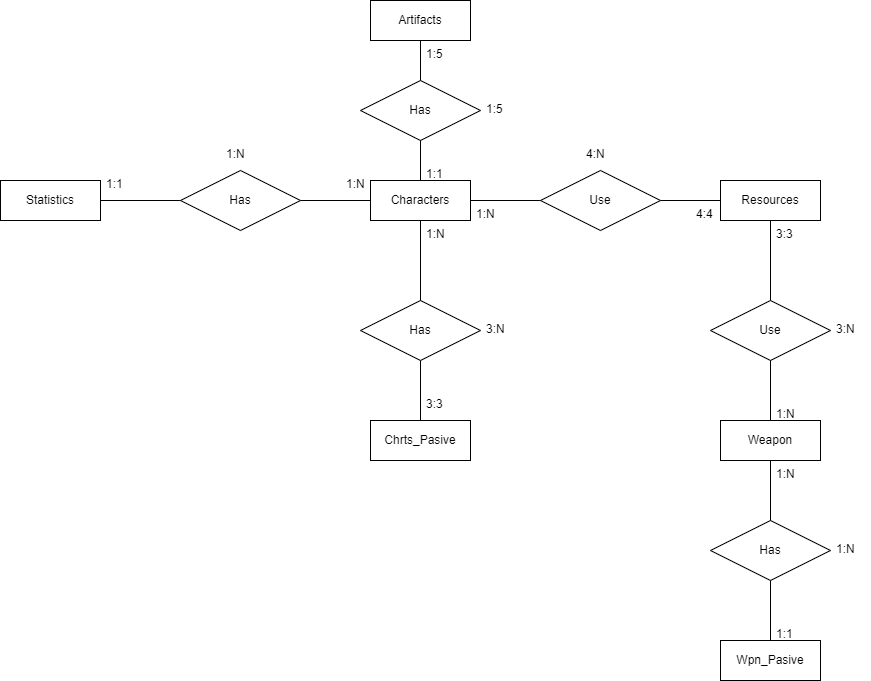 Artifacts
1:5
Has
1:5
1:1
1:N
4:N
Statistics
1:1
Has
1:N
Characters
1:N
Use
4:4
Resources
1:N
3:3
Has
3:N
Use
3:N
3:3
Chrts_Pasive
1:N
Weapon
1:N
Has
1:N
1:1
Wpn_Pasive